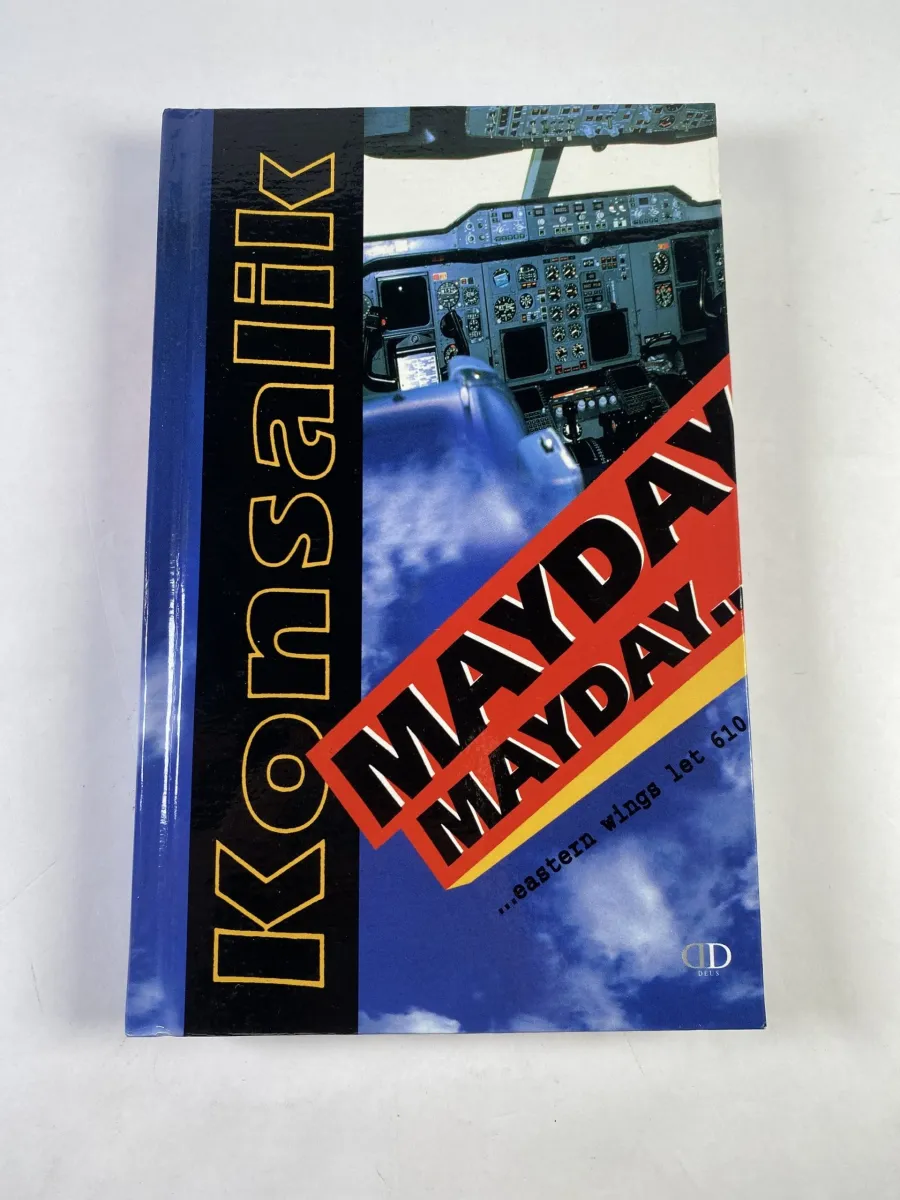 Konsalik
MAYDAY
MAYDAY..
...eastern wings let 610
DD
DEUS